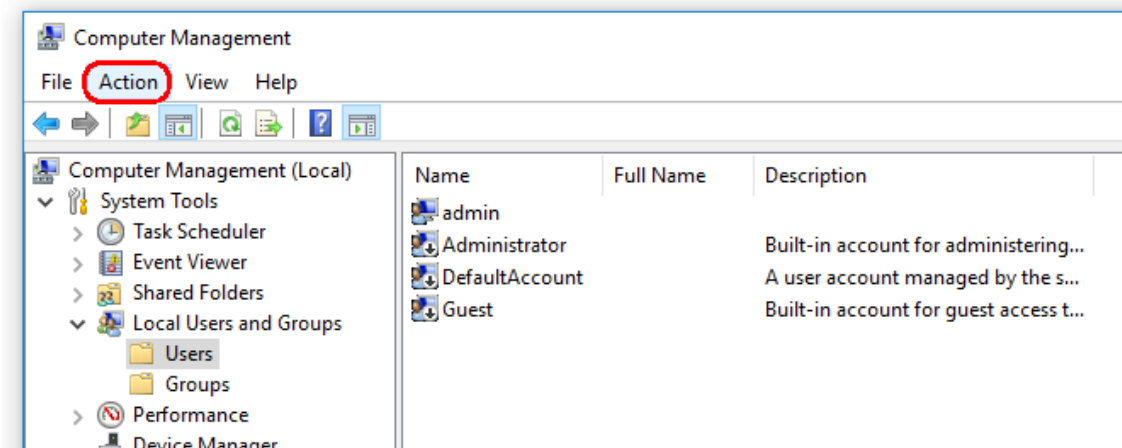 Computer Management
File Action View Help
Computer Management (Local)
System Tools
Task Scheduler
Event Viewer
Shared Folders
Local Users and Groups
Users
Groups
Performance
Device Manager
Name Full Name Description
admin
Administrator Built-in account for administering...
DefaultAccount A user account managed by the s...
Guest Built-in account for guest access t...